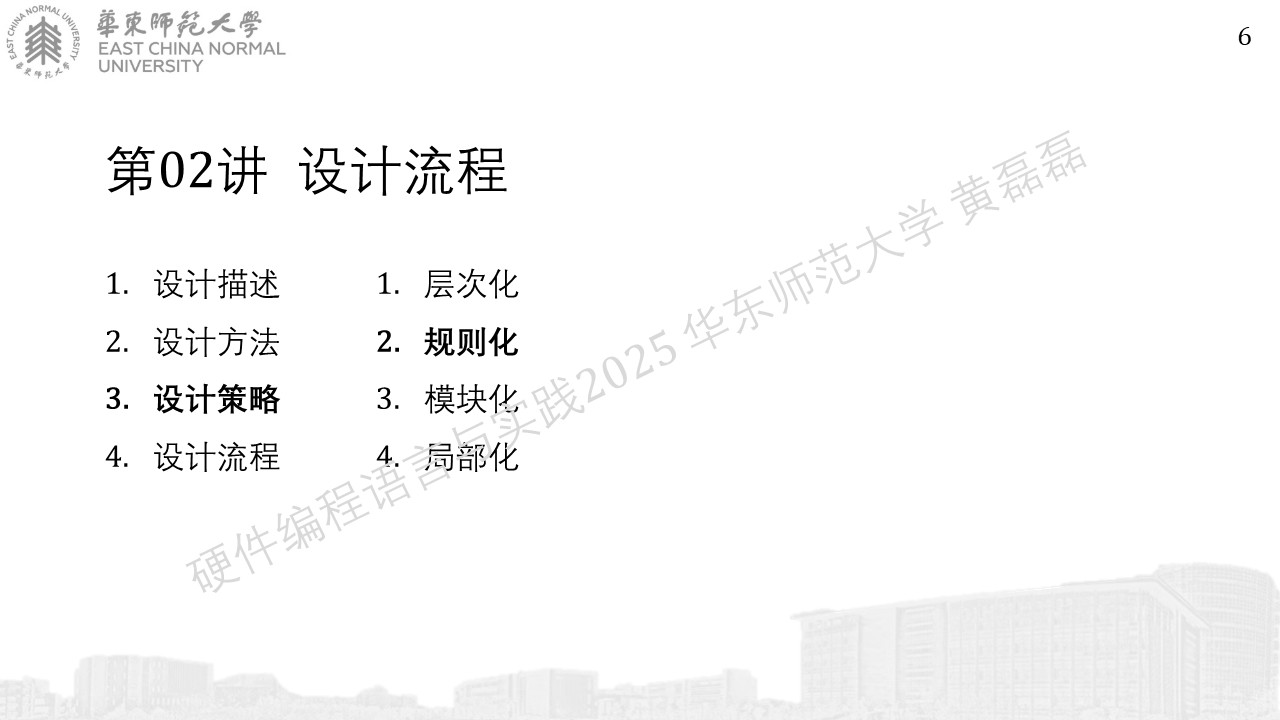 華東師範大學
EAST CHINA NORMAL
UNIVERSITY
EAST CHINA NORMAL UNIVERSITY
華東师范大学
6
第02讲 设计流程
1. 设计描述
2. 设计方法
3. 设计策略
4. 设计流程
1. 层次化
2. 规则化
3. 模块化
4. 局部化
硬件编程语言与实践2025 华东师范大学 黄磊磊